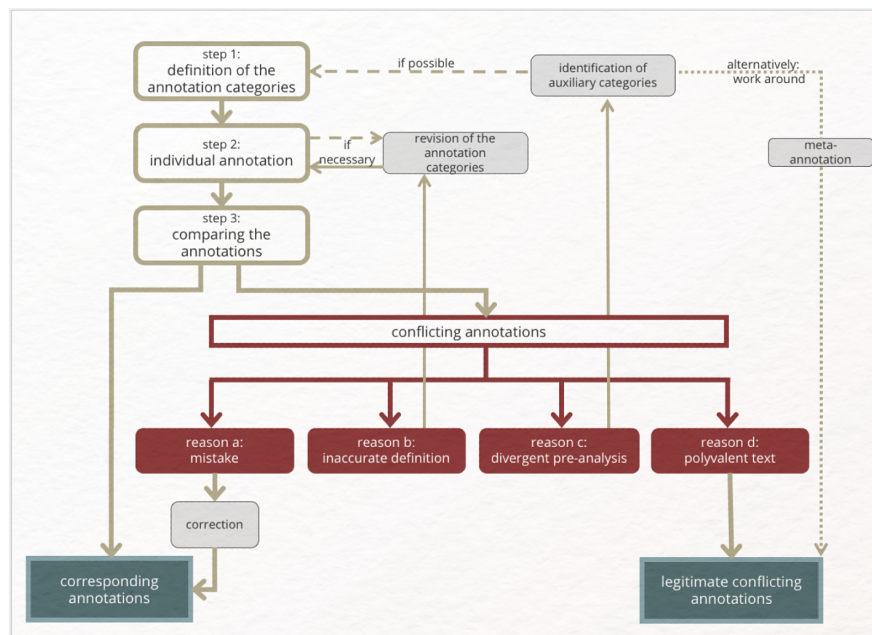 step 1:
definition of the
annotation categories
if possible
identification of
auxiliary categories
alternatively:
work around
step 2:
individual annotation
if
necessary
revision of the
annotation
categories
meta-
annotation
step 3:
comparing the
annotations
conflicting annotations
reason a:
mistake
reason b:
inaccurate definition
reason c:
divergent pre-analysis
reason d:
polyvalent text
correction
corresponding
annotations
legitimate conflicting
annotations